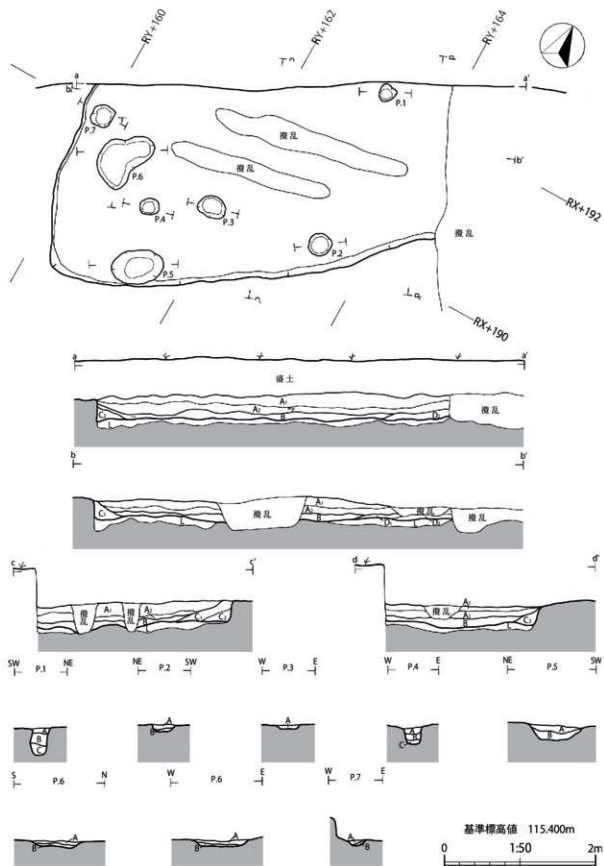 RY+160
RY+162
RY+164
a
a'
b
ib'
c
d
P.1
P.7
P.6
撹乱
撹乱
P.4
P.3
P.2
P.5
撹乱
RX+192
RX+190
a
a'
盛土
A₁
A₂
B
C₁
L
D₂
撹乱
b
b'
撹乱
A₁
A₂
B
C₁
L
D₁
L
D₂
撹乱
撹乱
c
c'
d
d'
撹乱
A₁
撹乱
A₂
B
C₁
C₂
A₂
撹乱
A₂
B
L
C₂
SW P.1 NE
NE P.2 SW
W P.3 E
W P.4 E
NE P.5 SW
A
B
C
A
B
A
A
B
C
A
B
S P.6 N
W P.6 E
W P.7 E
A
B
A
B
A
B
基準標高値 115.400m
0 1:50 2m